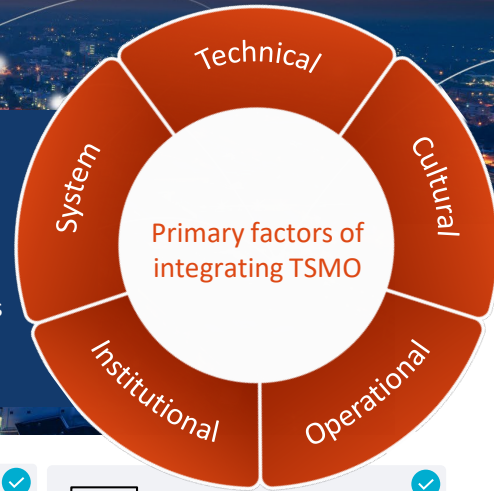 Technical
Cultural
System
Primary factors of
integrating TSMO
Institutional
Operational
s